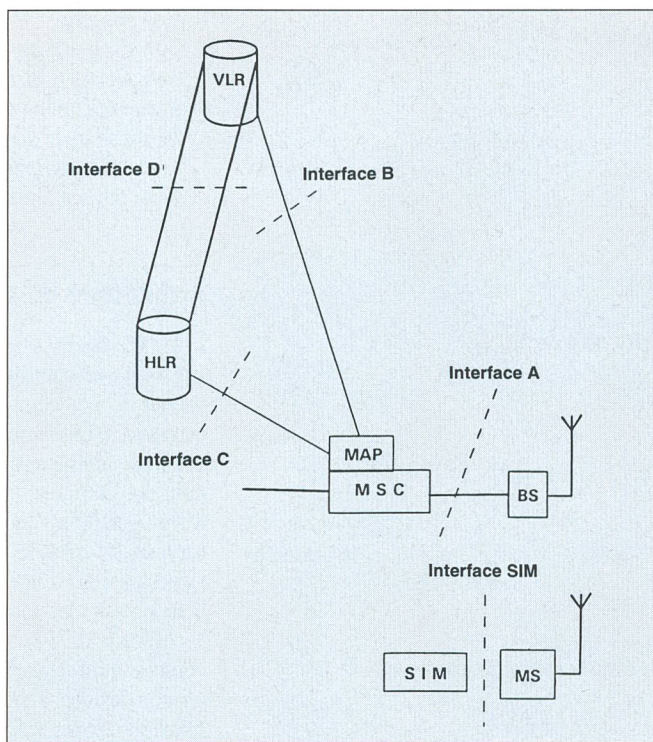 VLR
Interface D
Interface B
HLR
Interface A
Interface C
MAP
M S C
BS
Interface SIM
S I M
MS